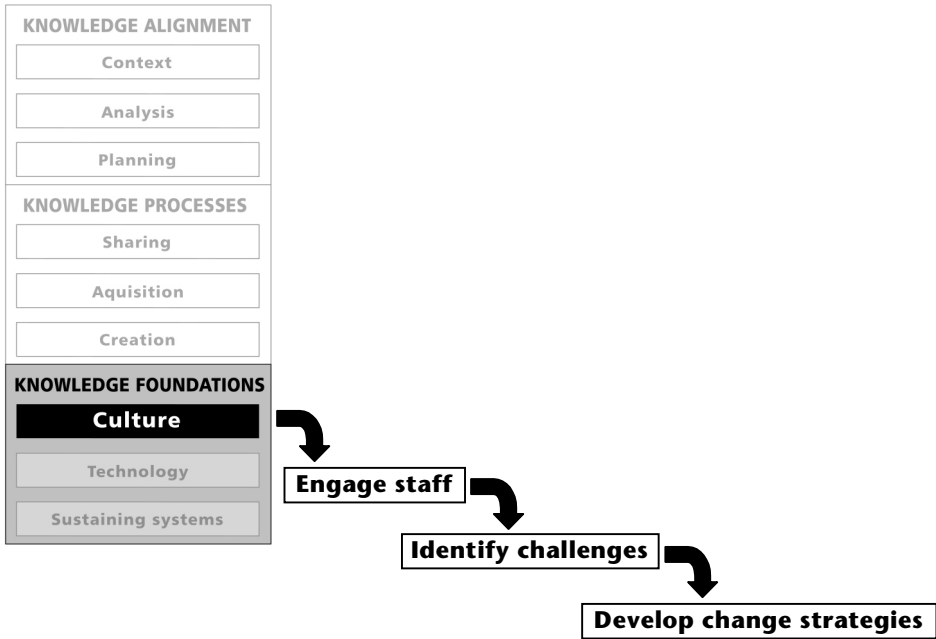 KNOWLEDGE ALIGNMENT
Context
Analysis
Planning
KNOWLEDGE PROCESSES
Sharing
Aquisition
Creation
KNOWLEDGE FOUNDATIONS
Culture
Technology
Sustaining systems
Engage staff
Identify challenges
Develop change strategies